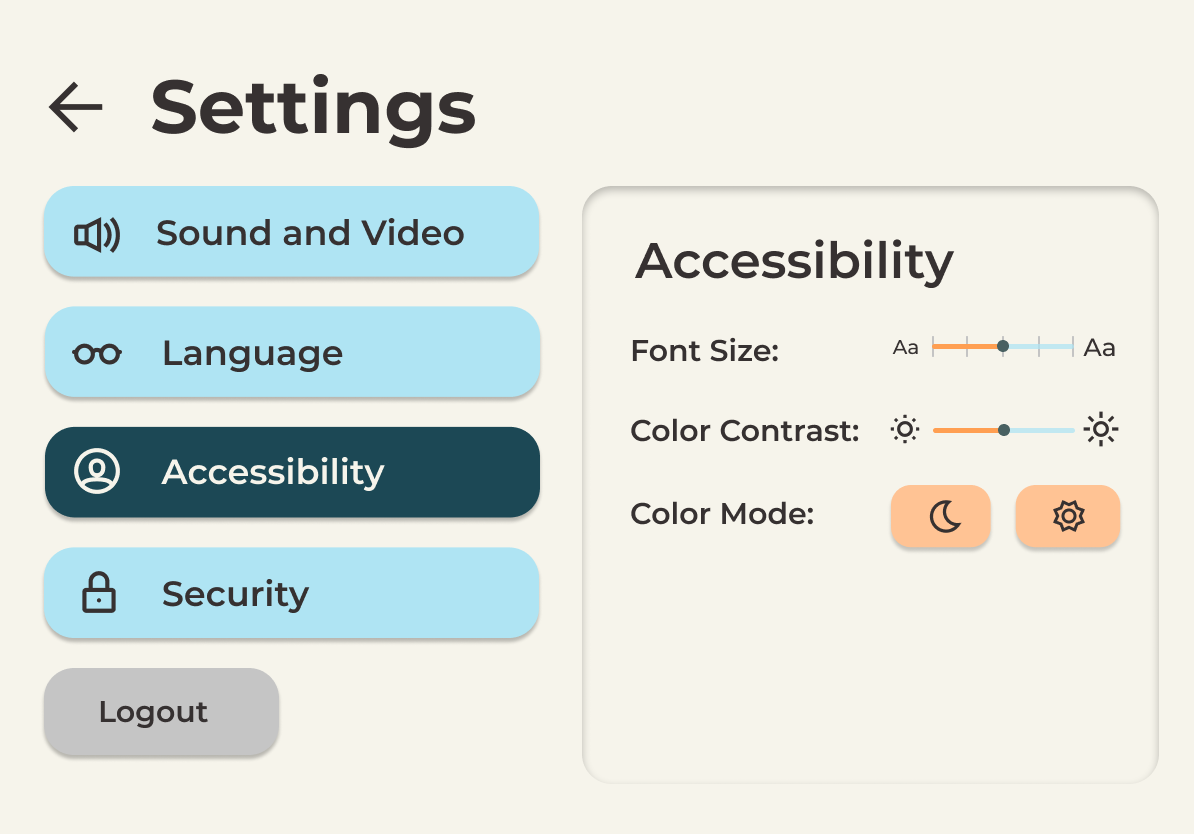 Settings
Sound and Video
Language
Accessibility
Security
Logout
Accessibility
Font Size: Aa Aa
Color Contrast:
Color Mode: